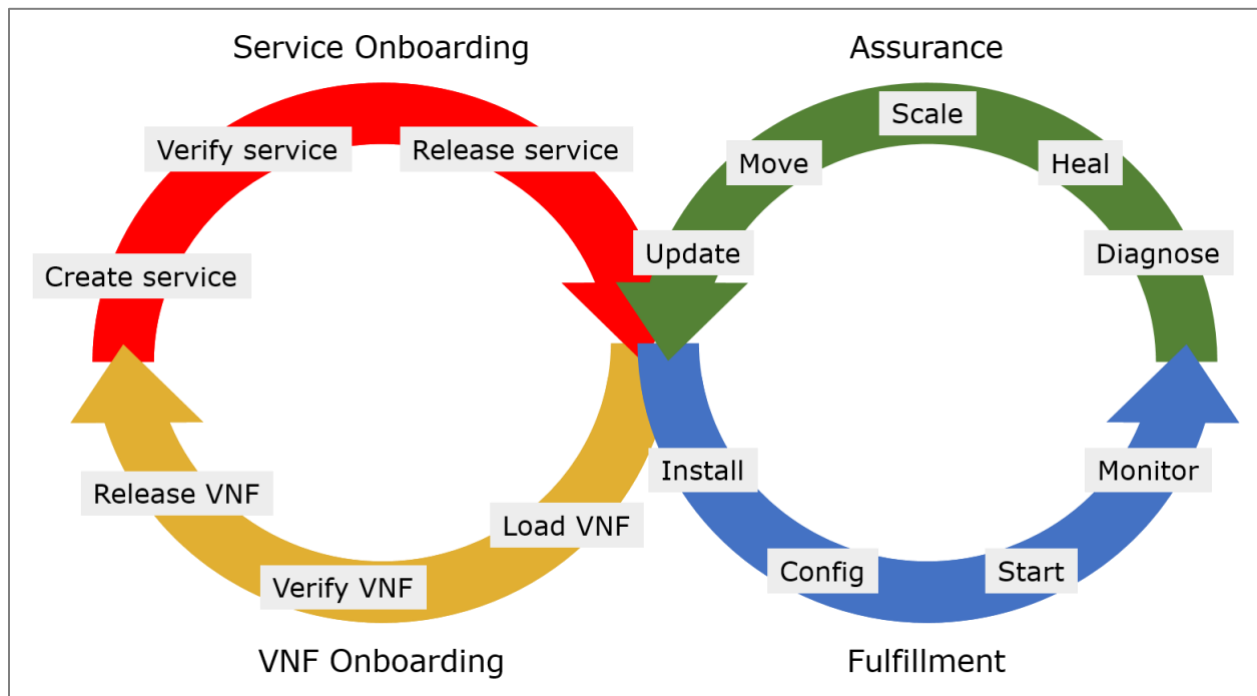 Service Onboarding
Assurance
Scale
Verify service
Release service
Move
Heal
Update
Diagnose
Create service
Install
Monitor
Release VNF
Load VNF
Config
Start
Verify VNF
VNF Onboarding
Fulfillment